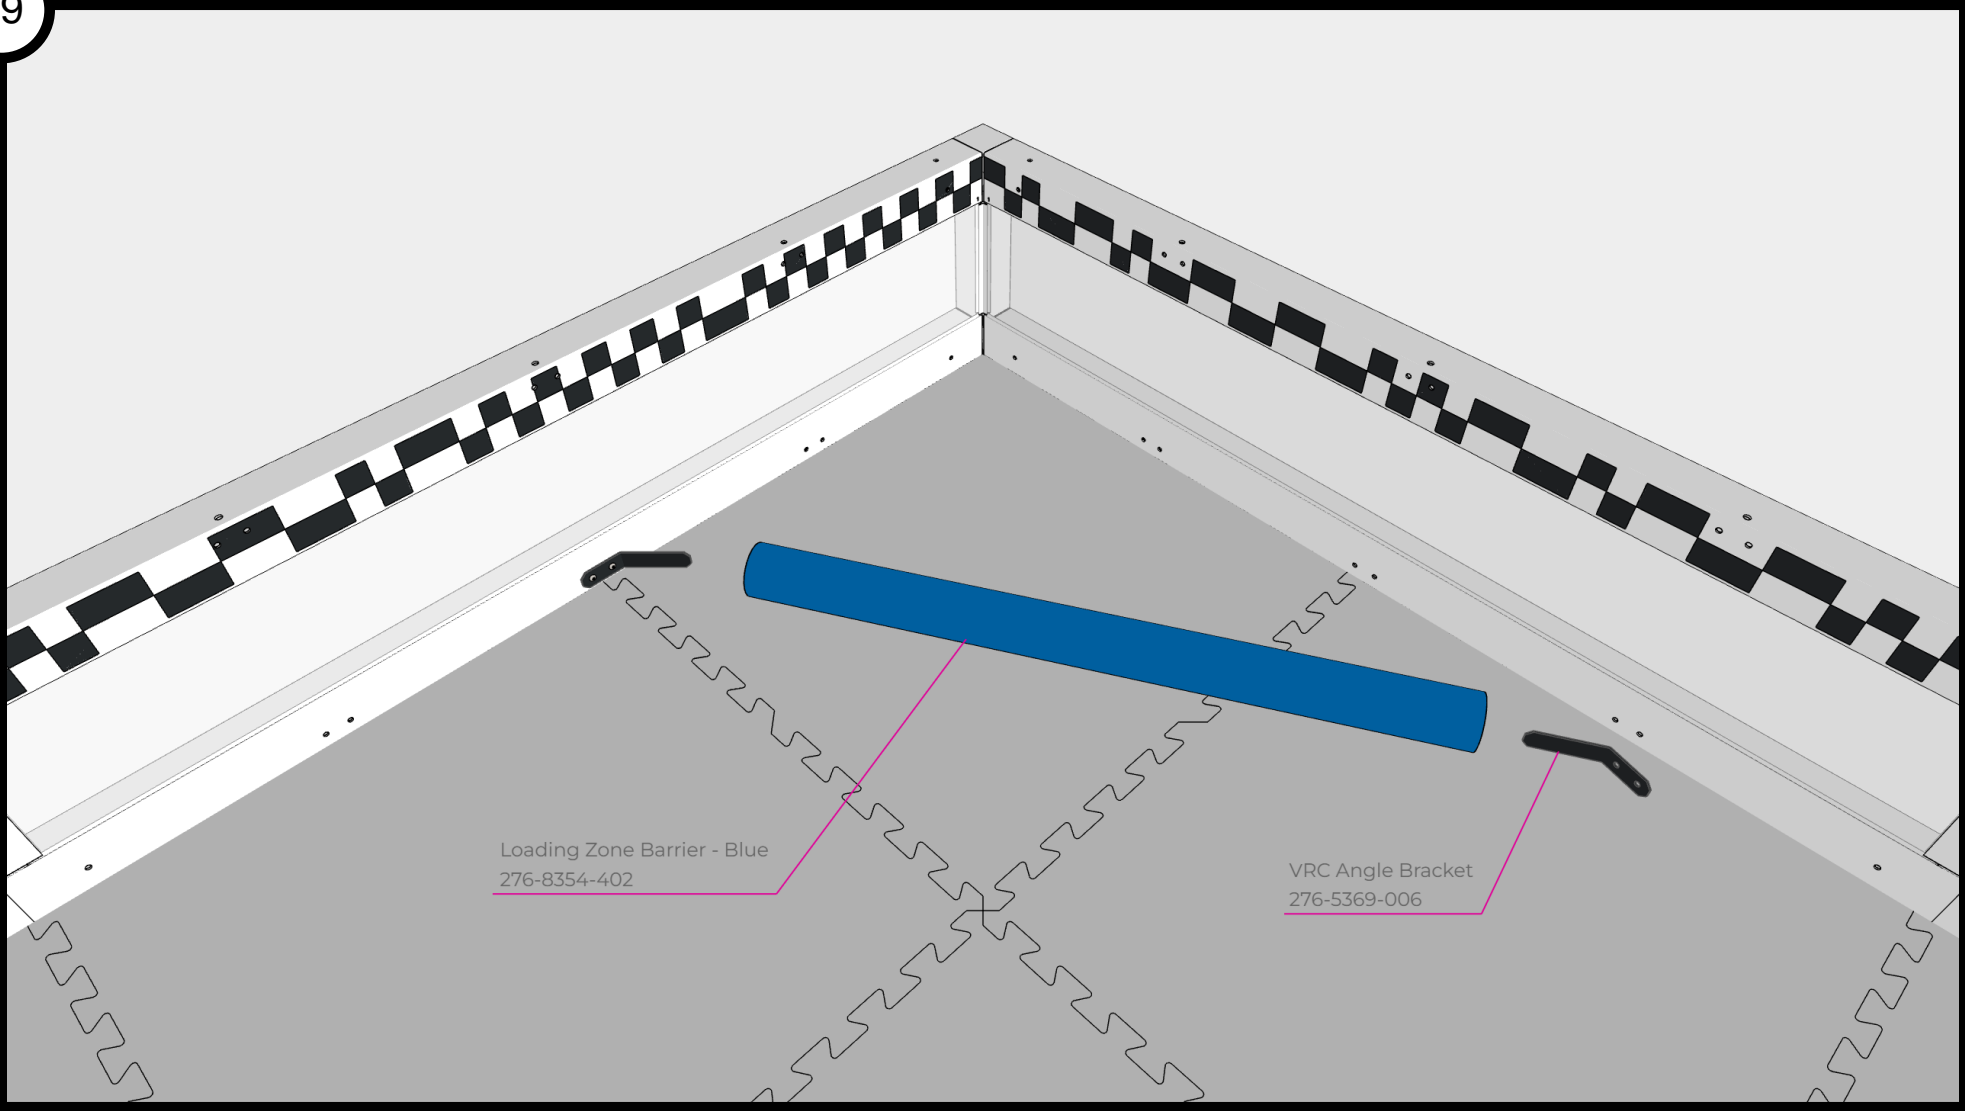 9
Loading Zone Barrier - Blue
276-8354-402
VRC Angle Bracket
276-5369-006